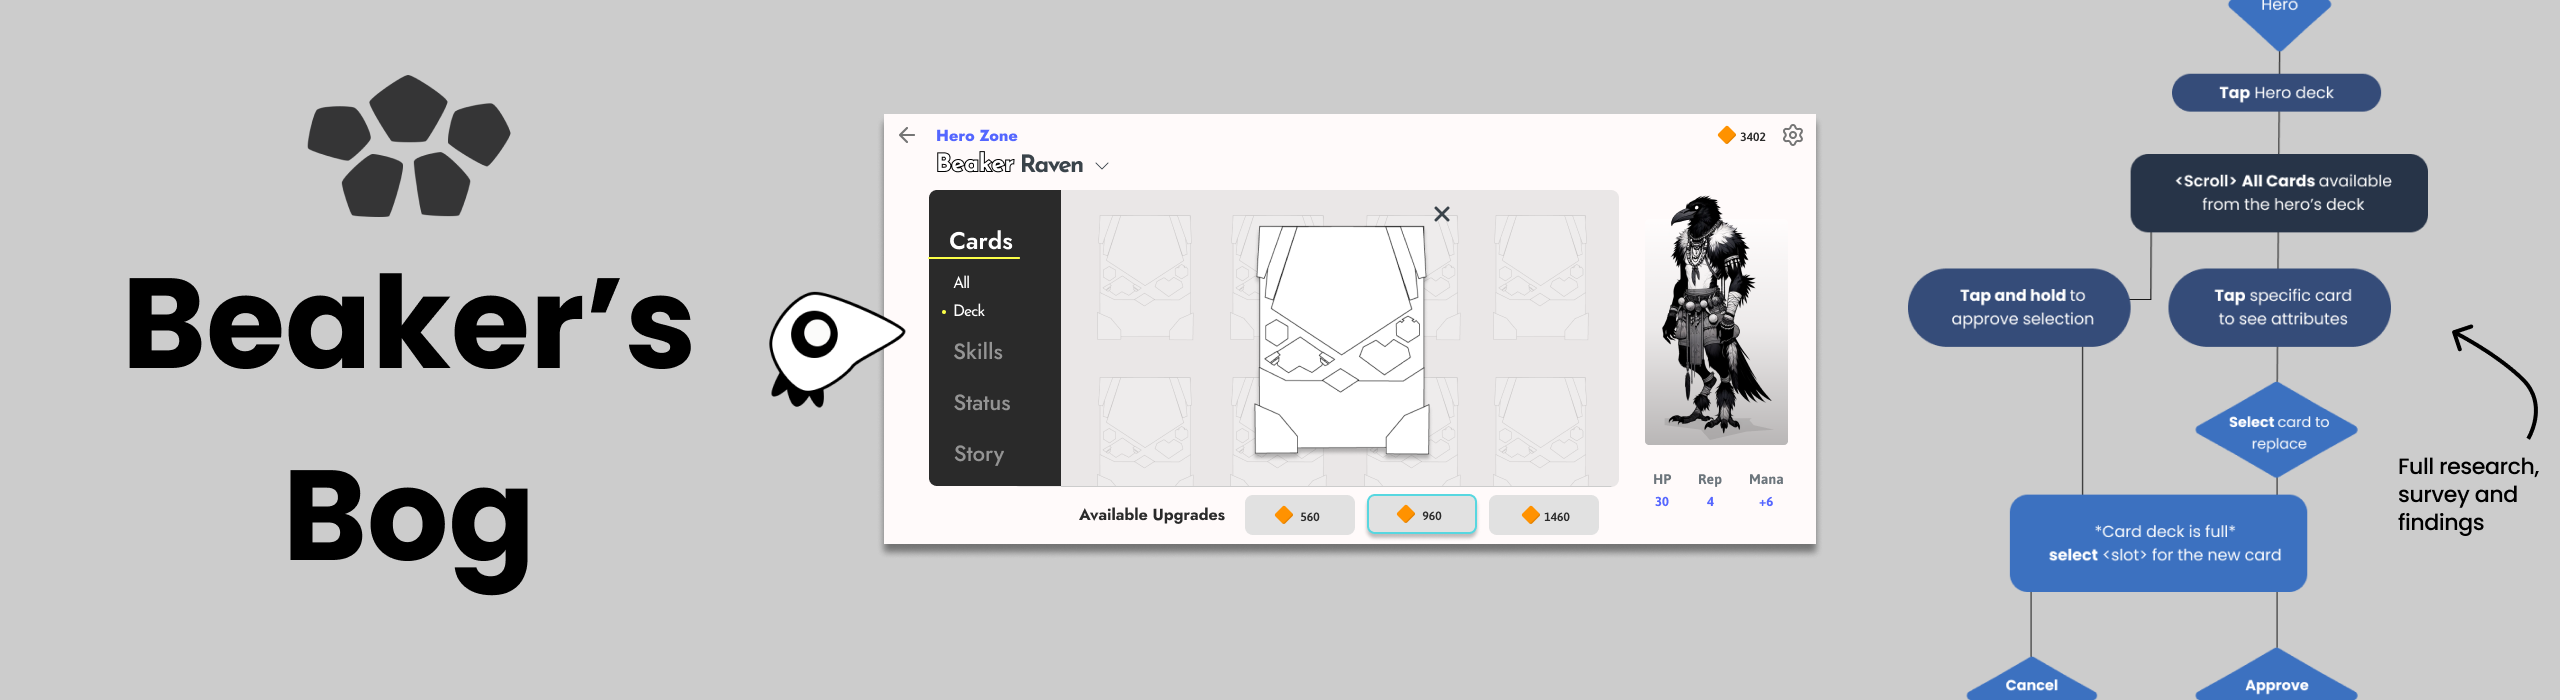 Beaker’s
Bog
Hero Zone
Beaker Raven
3402
Cards
All
Deck
Skills
Status
Story
HP
Rep
Mana
30
4
+6
Available Upgrades
560
960
1460
Hero
Tap Hero deck
<Scroll> All Cards available
from the hero’s deck
Tap and hold to
approve selection
Tap specific card
to see attributes
Select card to
replace
*Card deck is full*
select <slot> for the new card
Cancel
Approve
Full research,
survey and
findings